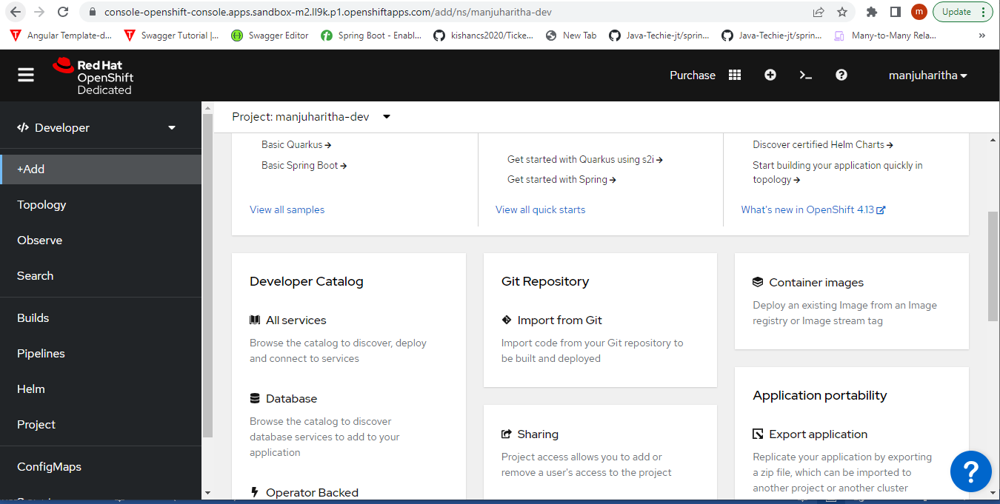 console-openshift-console.apps.sandbox-m2.ll9k.p1.openshiftapps.com/add/ns/manjuharitha-dev
m
Update
Angular Template-d...
Swagger Tutorial |...
Swagger Editor
Spring Boot - Enabl...
kishancs2020/Ticke...
New Tab
Java-Techie-jt/sprin...
Java-Techie-jt/sprin...
Many-to-Many Rela...
»
Red Hat
OpenShift
Dedicated
Purchase
manjuharitha
Developer
+Add
Topology
Observe
Search
Builds
Pipelines
Helm
Project
ConfigMaps
Project: manjuharitha-dev
Basic Quarkus
Basic Spring Boot
View all samples
Get started with Quarkus using s2i
Get started with Spring
View all quick starts
Discover certified Helm Charts
Start building your application quickly in
topology
What's new in OpenShift 4.13
Developer Catalog
All services
Browse the catalog to discover, deploy
and connect to services
Database
Browse the catalog to discover
database services to add to your
application
Operator Backed
Git Repository
Import from Git
Import code from your Git repository to
be built and deployed
Sharing
Project access allows you to add or
remove a user's access to the project
Container images
Deploy an existing Image from an Image
registry or Image stream tag
Application portability
Export application
Replicate your application by exporting
a zip file, which can be imported to
another project or another cluster
?